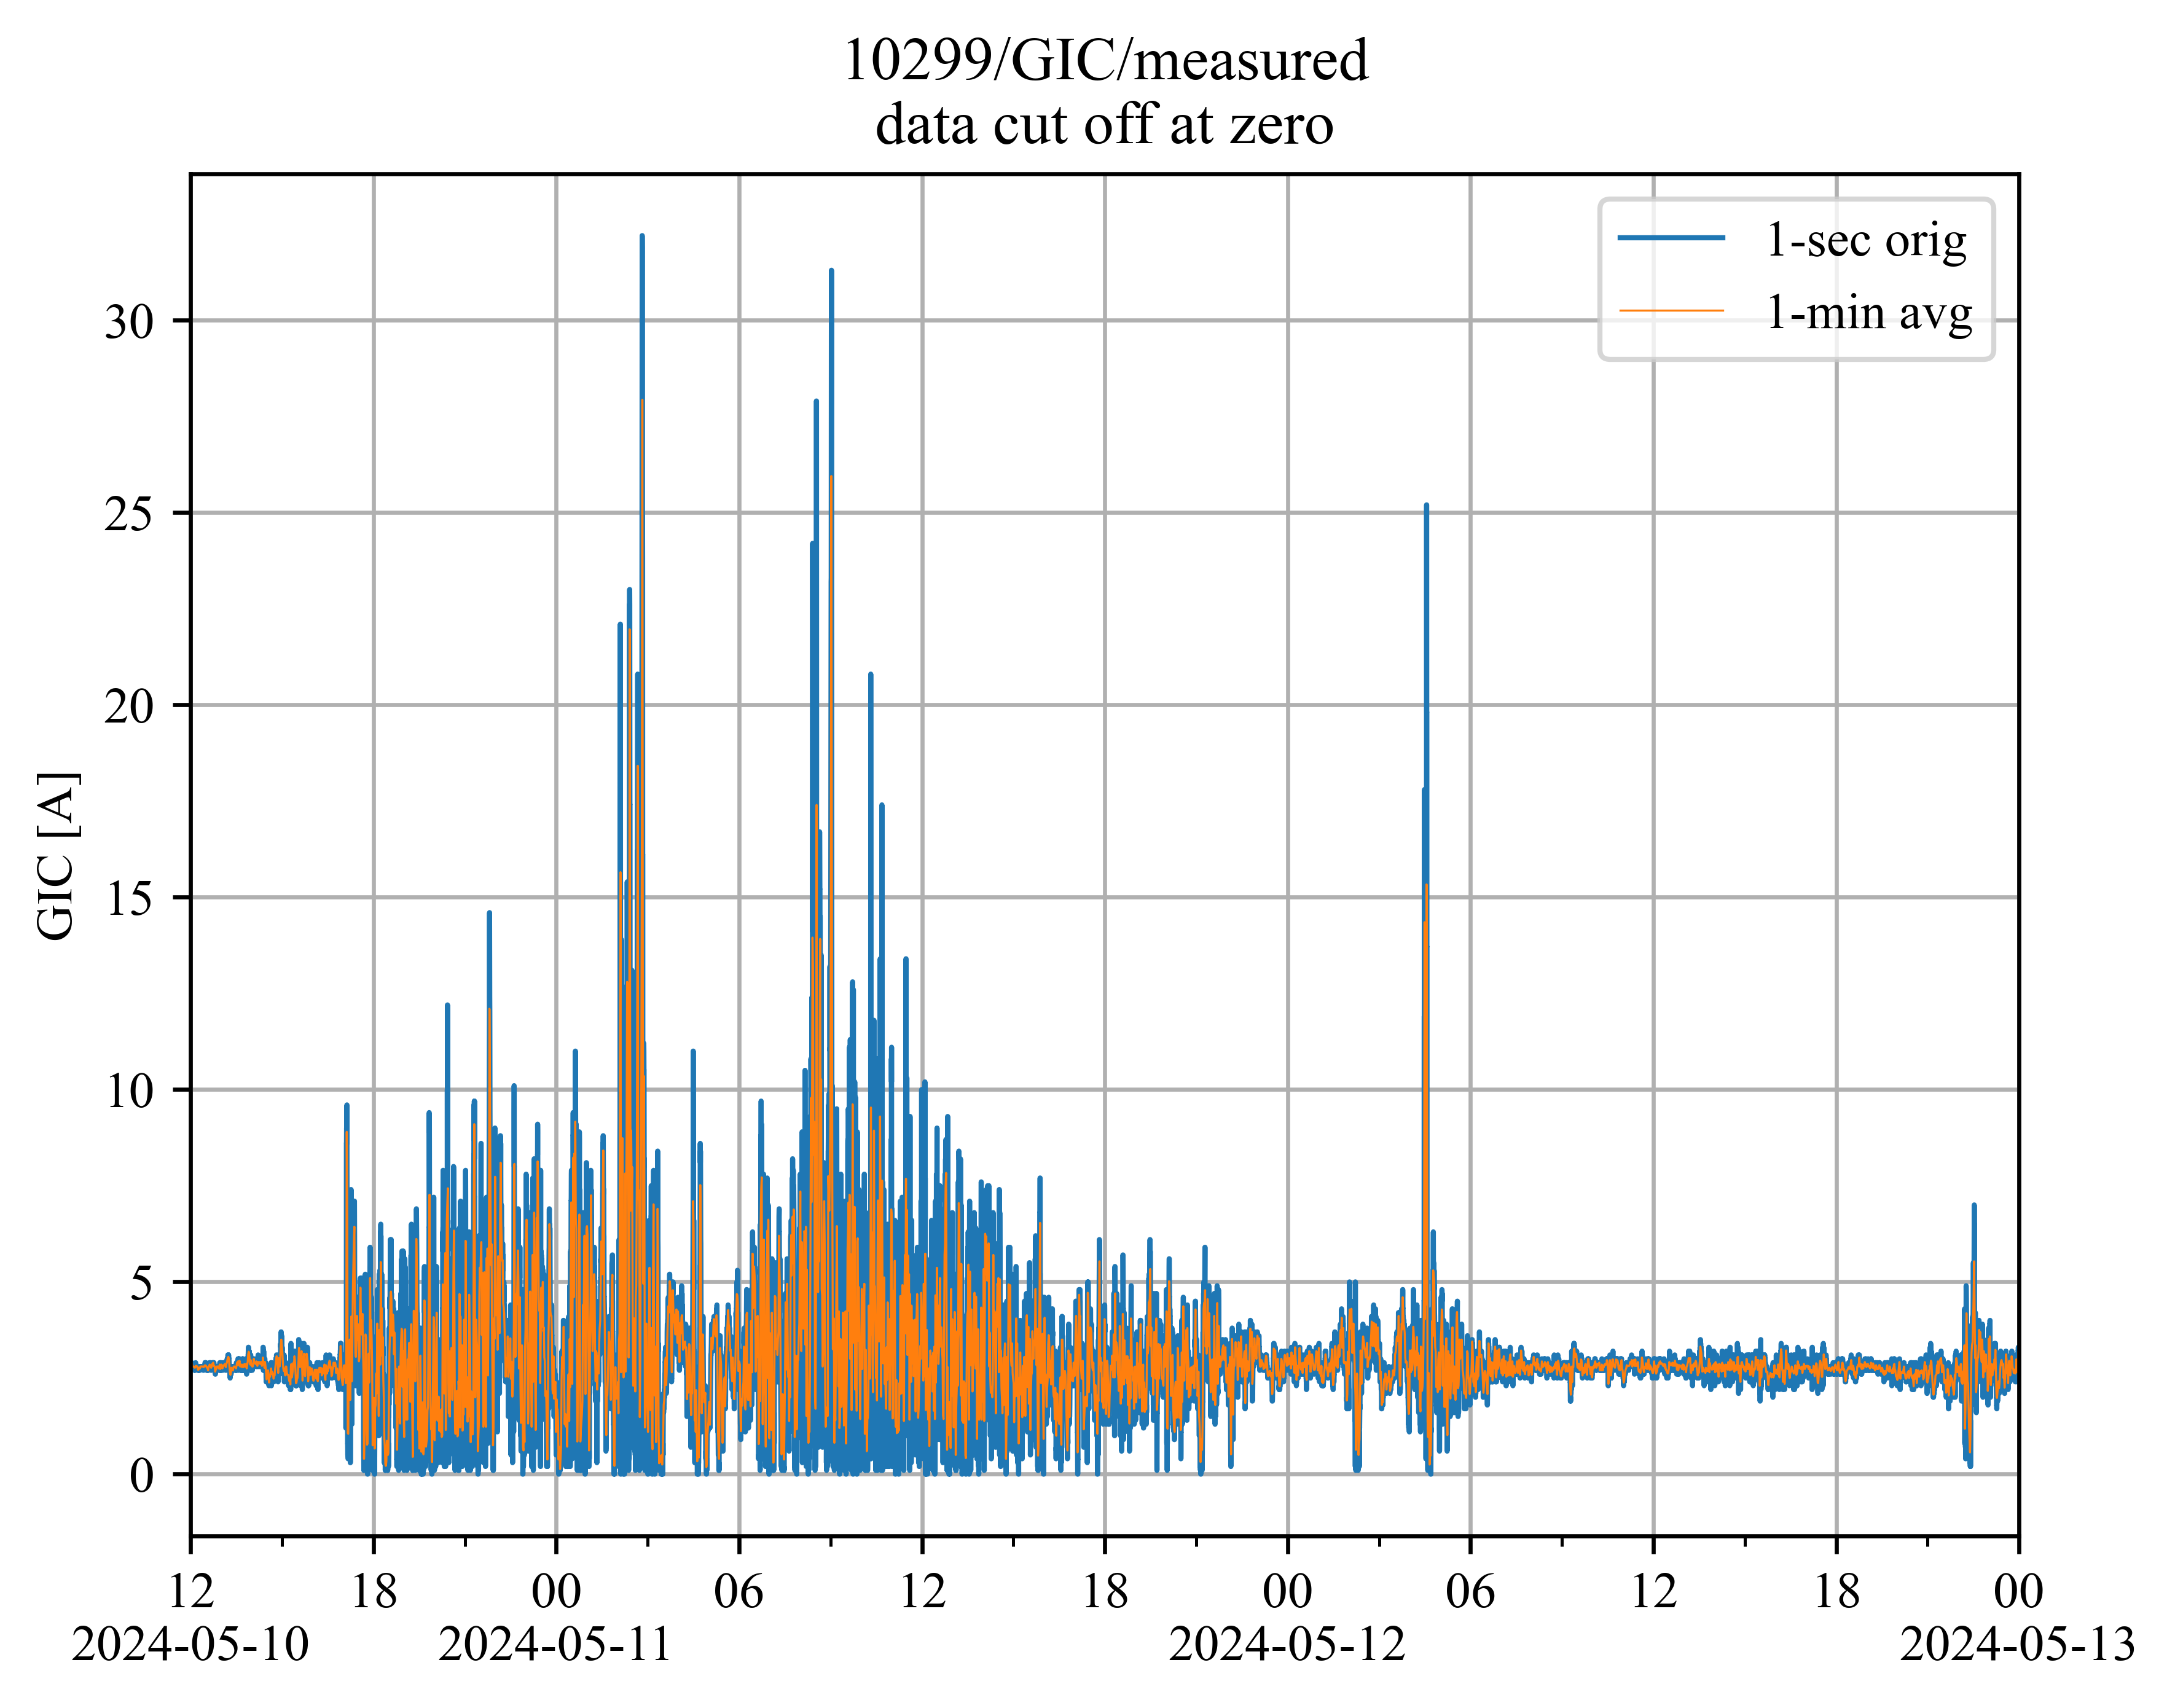 10299/GIC/measured
data cut off at zero
1-sec orig
1-min avg
GIC [A]
30
25
20
15
10
5
0
12 18 00 06 12 18 00 06 12 18 00
2024-05-10 2024-05-11 2024-05-12 2024-05-13